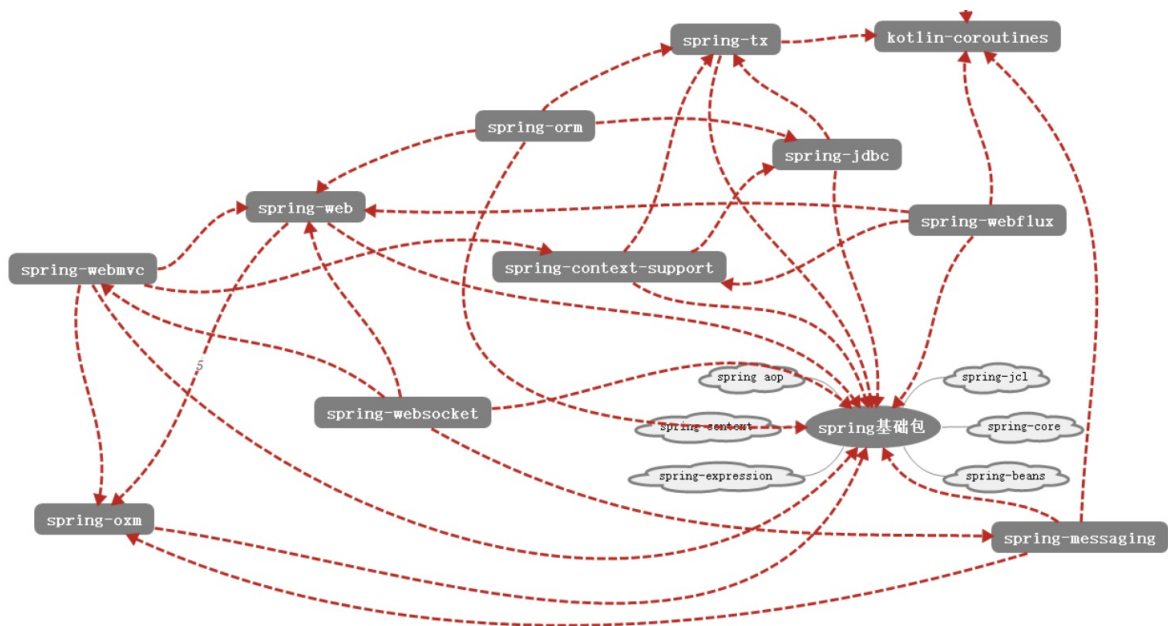 spring-tx
kotlin-coroutines
spring-orm
spring-jdbc
spring-web
spring-webflux
spring-webmvc
spring-context-support
5
spring aop
spring-jcl
spring-websocket
spring-sontext
spring基础包
spring-core
spring-expression
spring-beans
spring-oxm
spring-messaging